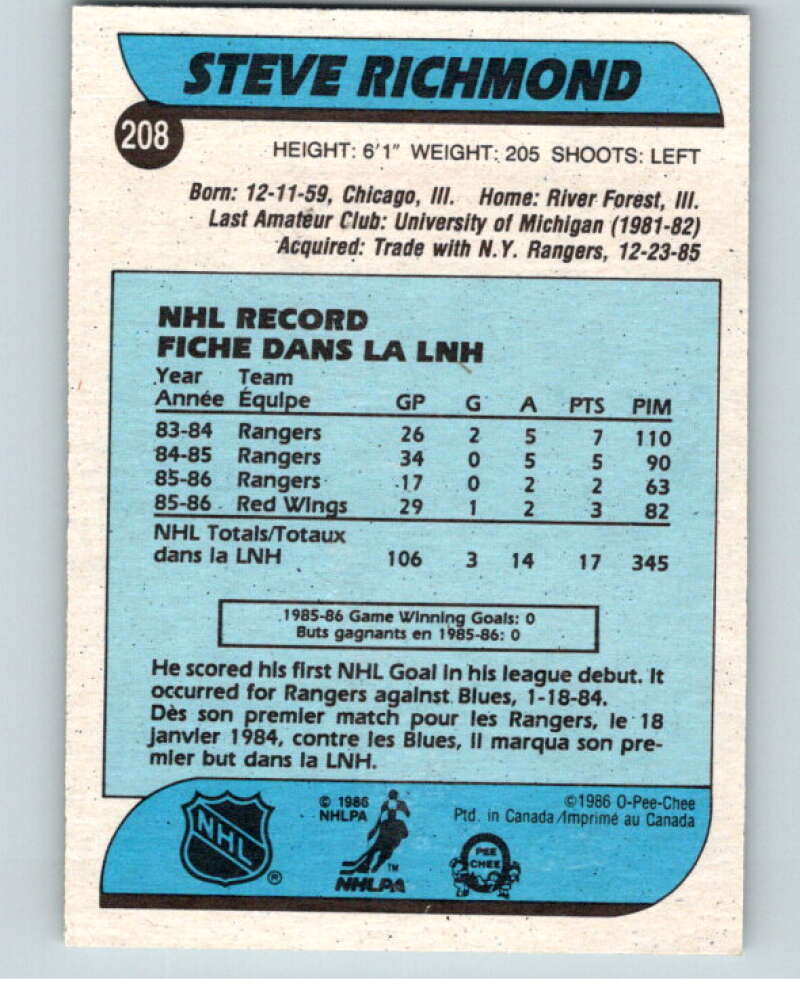 STEVE RICHMOND
208
HEIGHT: 6'1" WEIGHT: 205 SHOOTS: LEFT
Born: 12-11-59, Chicago, Ill. Home: River Forest, Ill.
Last Amateur Club: University of Michigan (1981-82)
Acquired: Trade with N.Y. Rangers, 12-23-85
NHL RECORD
FICHE DANS LA LNH
Year Team
Année Équipe GP G A PTS PIM
83-84 Rangers 26 2 5 7 110
84-85 Rangers 34 0 5 5 90
85-86 Rangers 17 0 2 2 63
85-86 Red Wings 29 1 2 3 82
NHL Totals/Totaux
dans la LNH 106 3 14 17 345
1985-86 Game Winning Goals: 0
Buts gagnants en 1985-86: 0
He scored his first NHL Goal in his league debut. It
occurred for Rangers against Blues, 1-18-84.
Dès son premier match pour les Rangers, le 18
janvier 1984, contre les Blues, il marqua son pre-
mier but dans la LNH.
NHL ®
© 1986
NHLPA
TM
NHLPA
O PEE CHEE
©1986 O-Pee-Chee
Ptd. in Canada/Imprimé au Canada